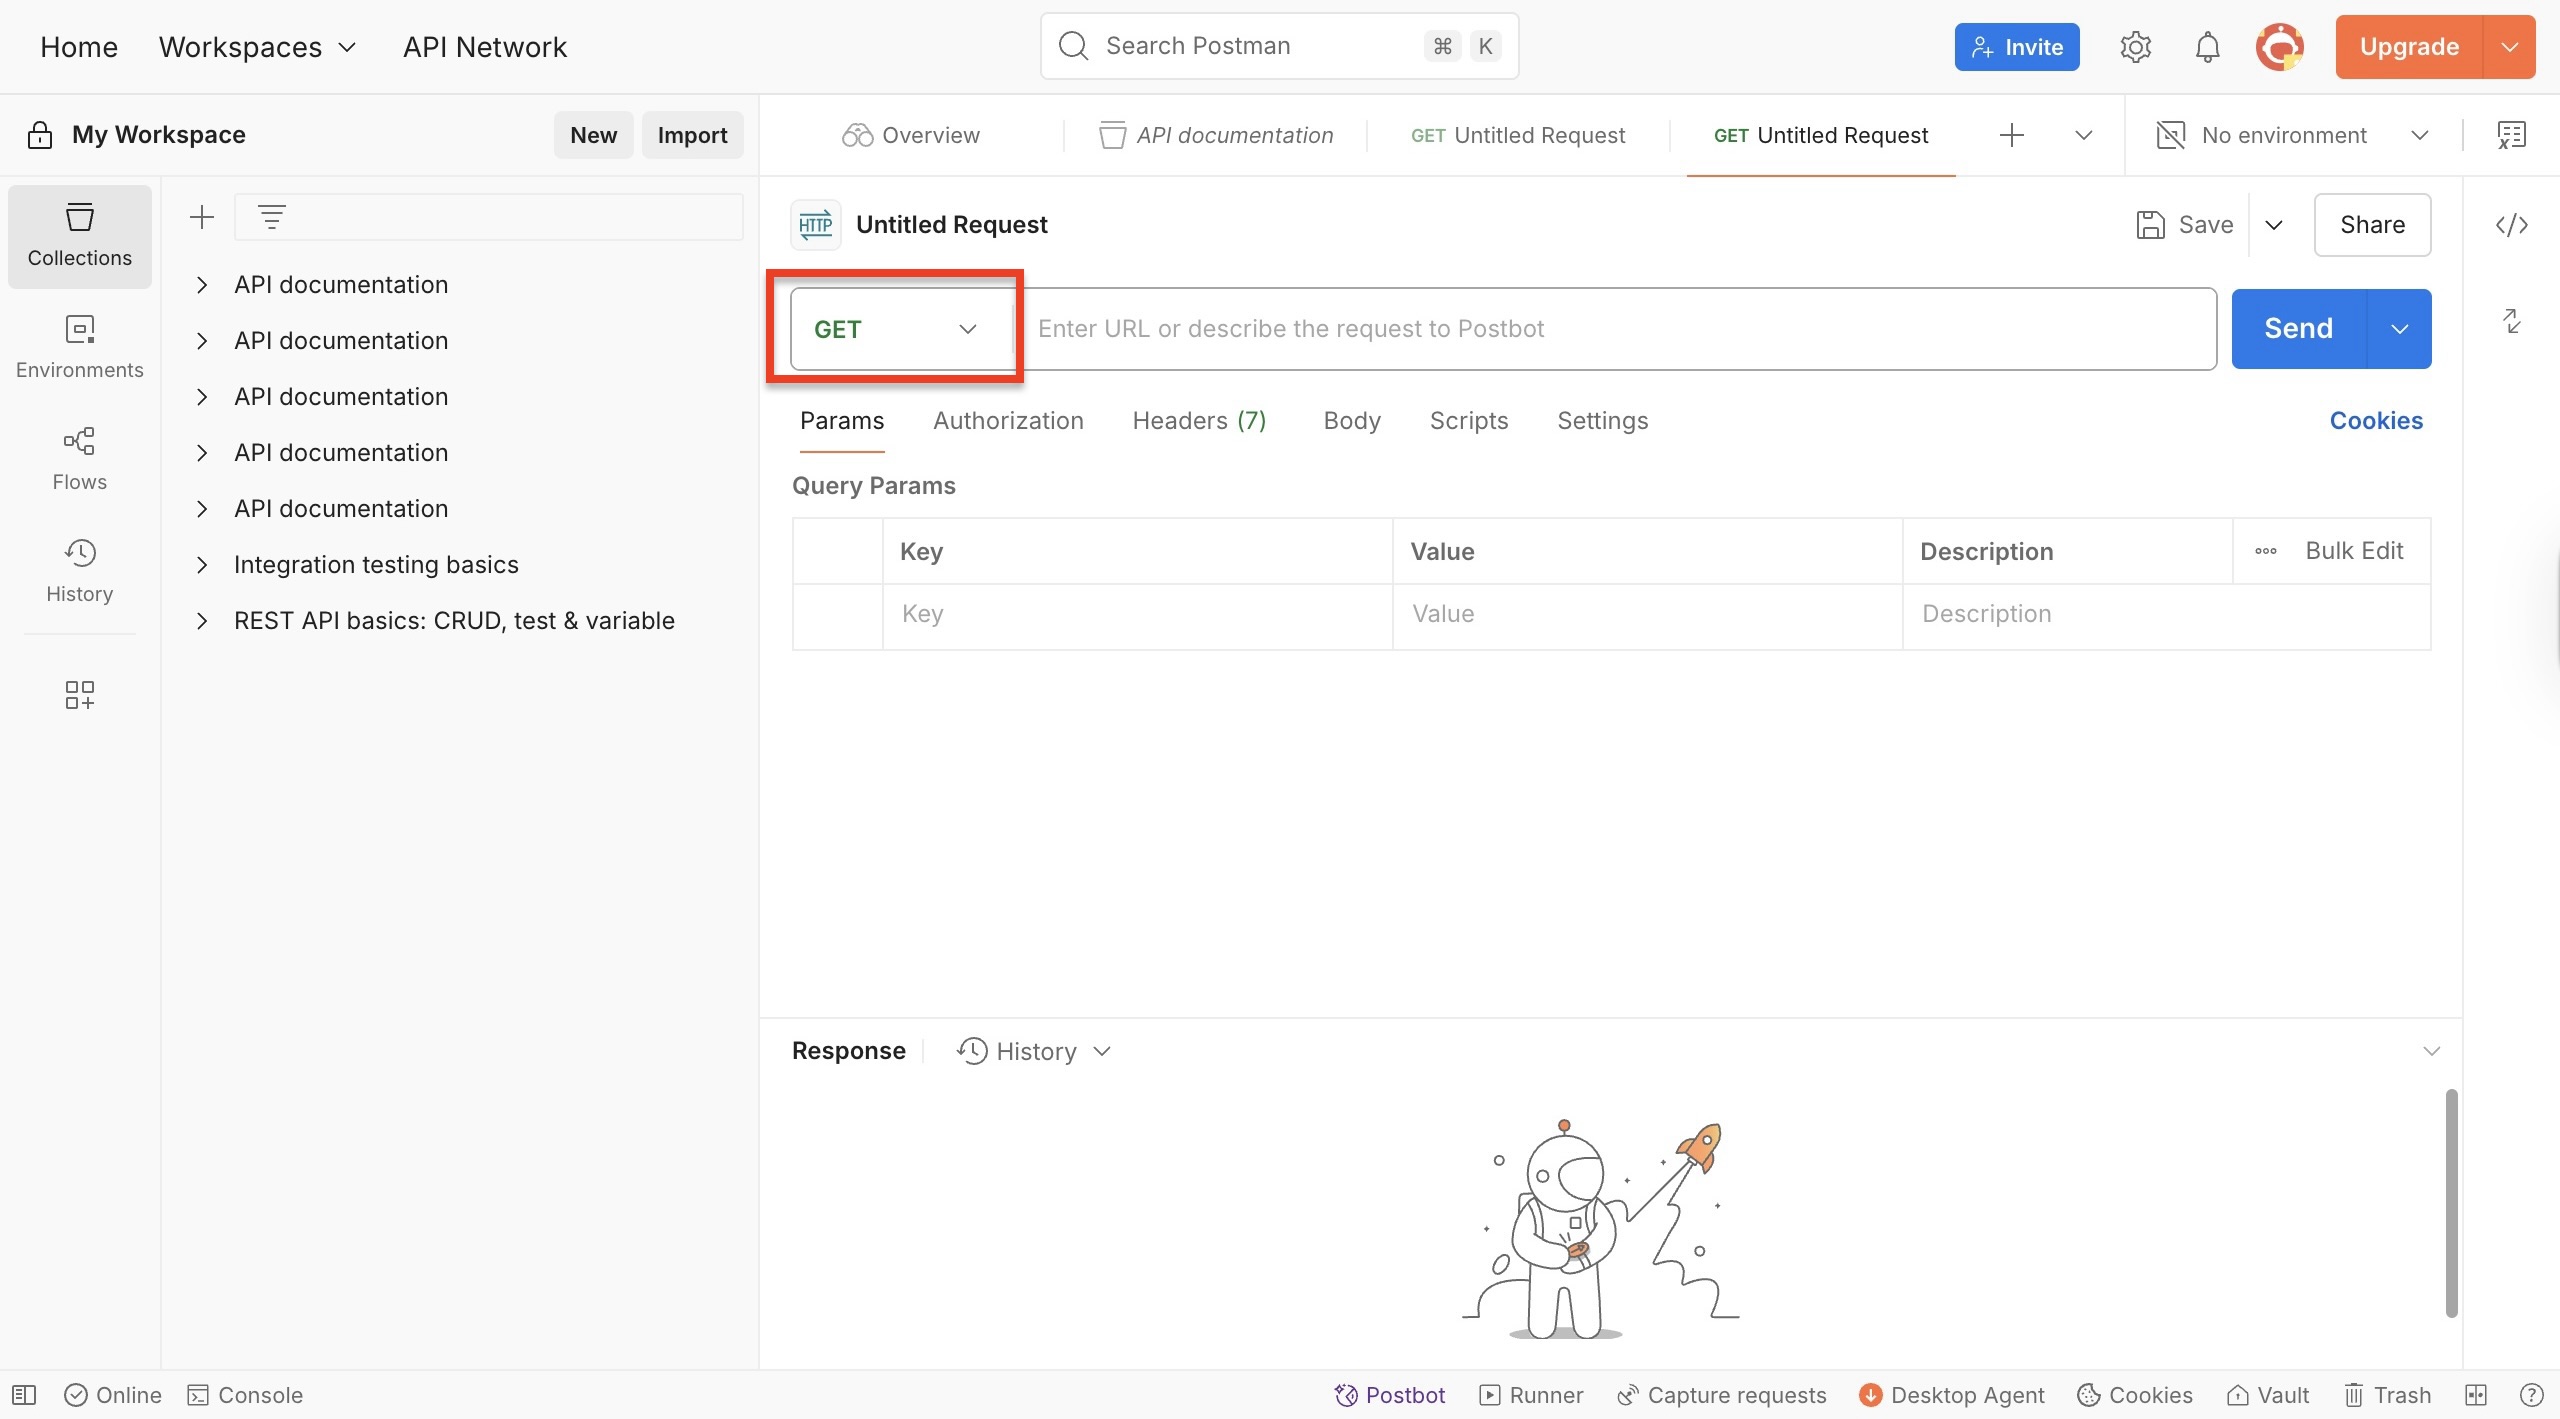 Home Workspaces API Network Search Postman ⌘ K Invite Upgrade
My Workspace New Import Overview API documentation GET Untitled Request GET Untitled Request No environment
Collections
Environments
Flows
History
API documentation
API documentation
API documentation
API documentation
API documentation
Integration testing basics
REST API basics: CRUD, test & variable
HTTP Untitled Request Save Share
GET Enter URL or describe the request to Postbot Send
Params Authorization Headers (7) Body Scripts Settings Cookies
Query Params
Key Value Description Bulk Edit
Key Value Description
Response History
Online Console Postbot Runner Capture requests Desktop Agent Cookies Vault Trash